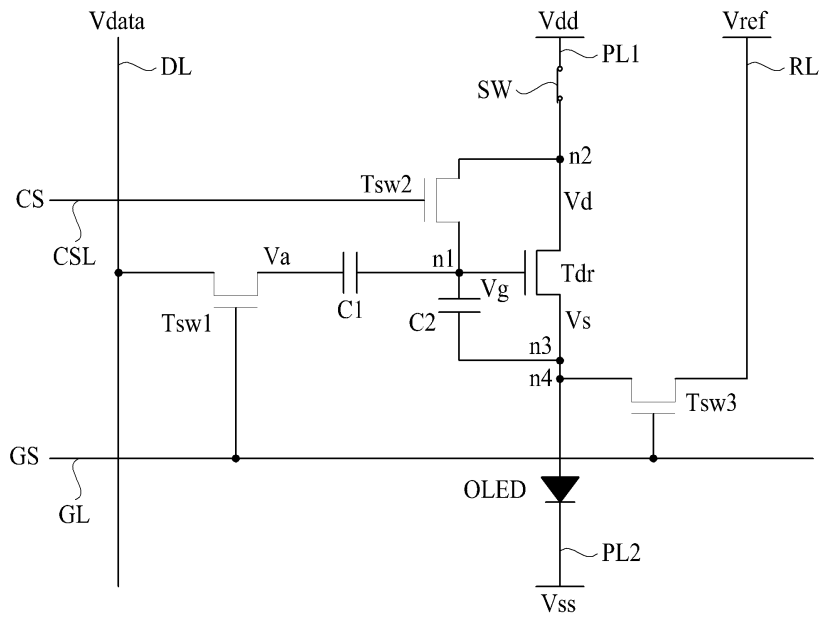 Vdata
Vdd
Vref
DL
PL1
RL
SW
n2
Tsw2
CS
Vd
CSL
Va
n1
Tdr
Vg
C1
C2
Tsw1
Vs
n3
n4
Tsw3
GS
OLED
GL
PL2
Vss